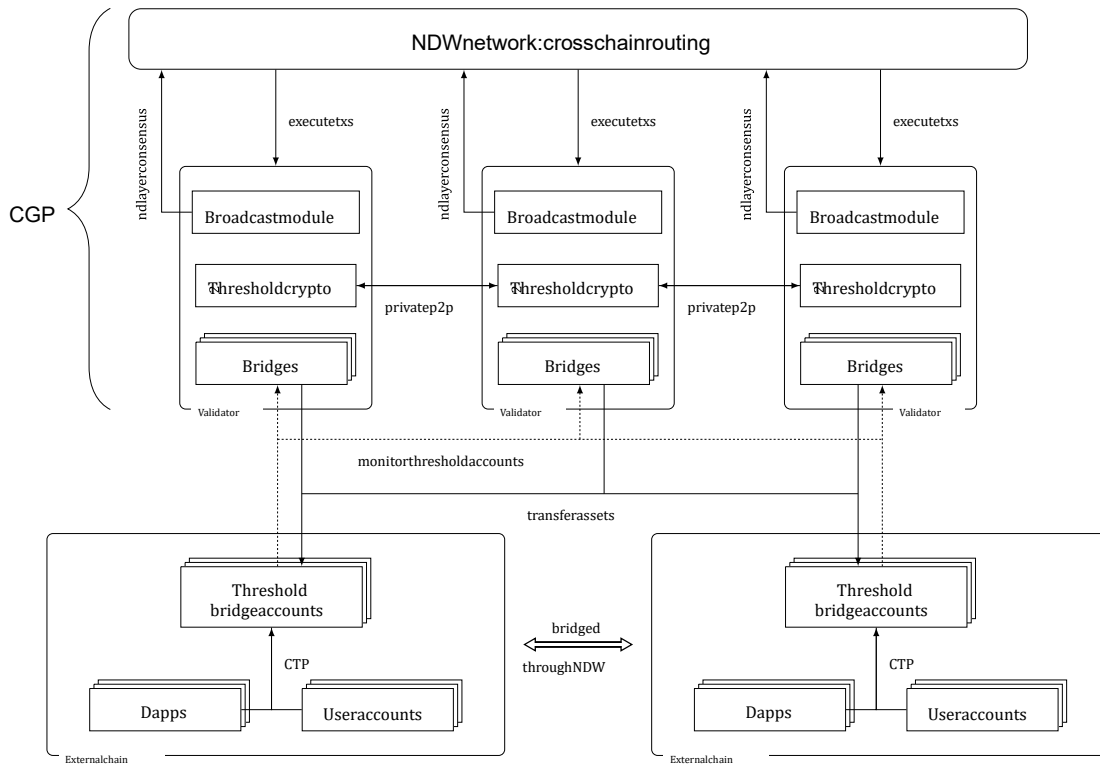 NDWnetwork:crosschainrouting
ndlayerconsensus
executetxs
ndlayerconsensus
executetxs
ndlayerconsensus
executetxs
CGP
Broadcastmodule
Broadcastmodule
Broadcastmodule
Thresholdcrypto
Thresholdcrypto
Thresholdcrypto
privatep2p
privatep2p
Bridges
Bridges
Bridges
Validator
Validator
Validator
monitorthresholdaccounts
transferassets
Threshold
bridgeaccounts
Threshold
bridgeaccounts
bridged
throughNDW
CTP
CTP
Dapps
Useraccounts
Dapps
Useraccounts
Externalchain
Externalchain